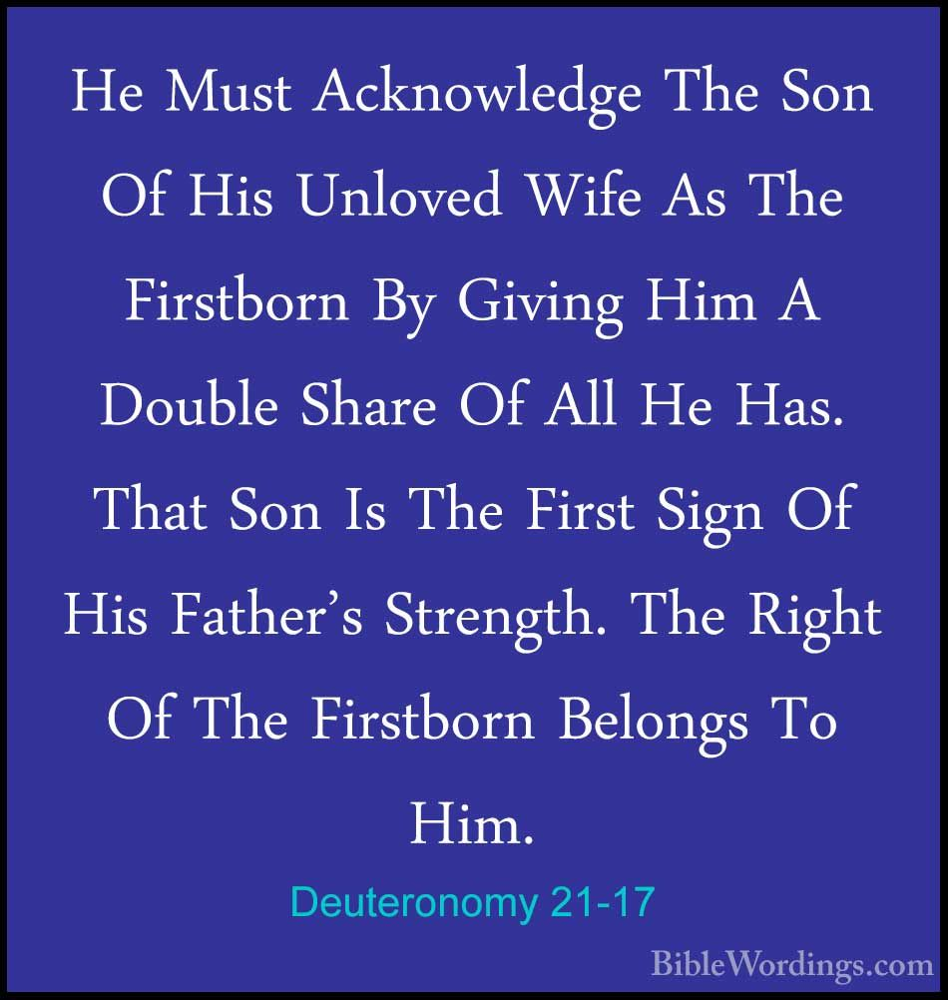 He Must Acknowledge The Son
Of His Unloved Wife As The
Firstborn By Giving Him A
Double Share Of All He Has.
That Son Is The First Sign Of
His Father’s Strength. The Right
Of The Firstborn Belongs To
Him.
Deuteronomy 21-17
BibleWordings.com